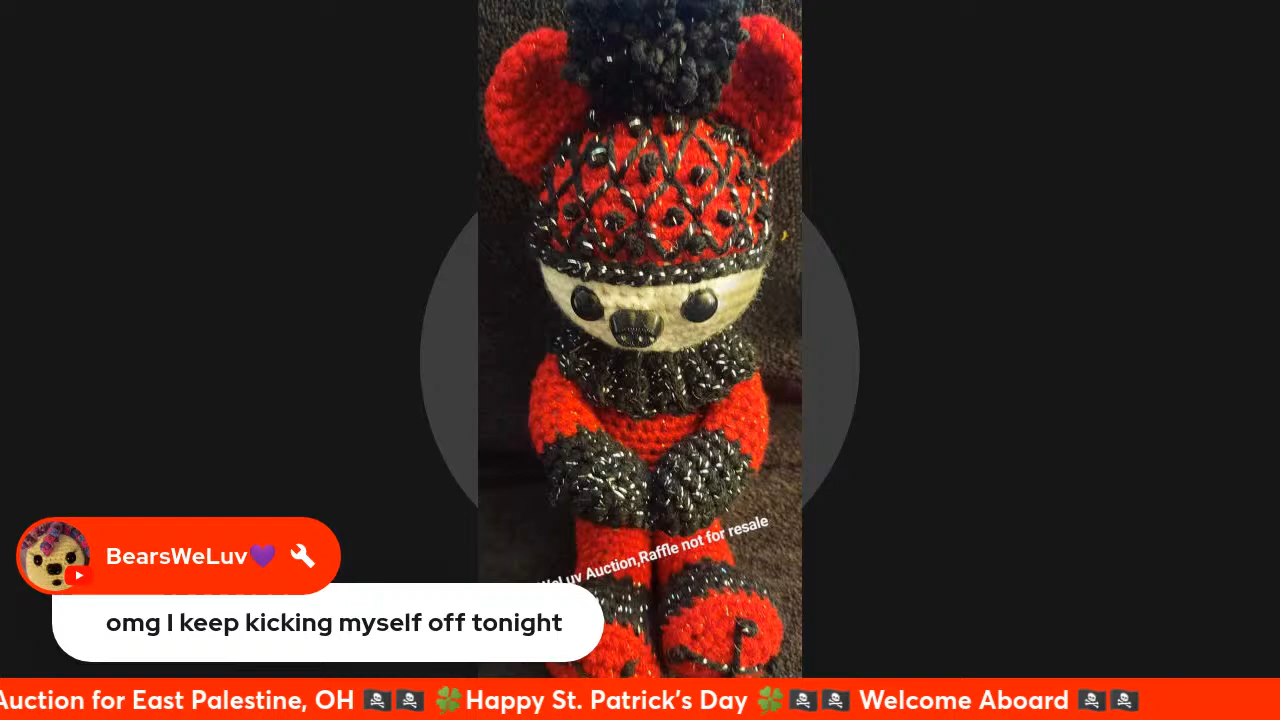 WeLuv Auction,Raffle not for resale
BearsWeLuv💜
omg I keep kicking myself off tonight
Auction for East Palestine, OH 🏴‍☠️🏴‍☠️ 🍀Happy St. Patrick's Day 🍀🏴‍☠️🏴‍☠️ Welcome Aboard 🏴‍☠️🏴‍☠️